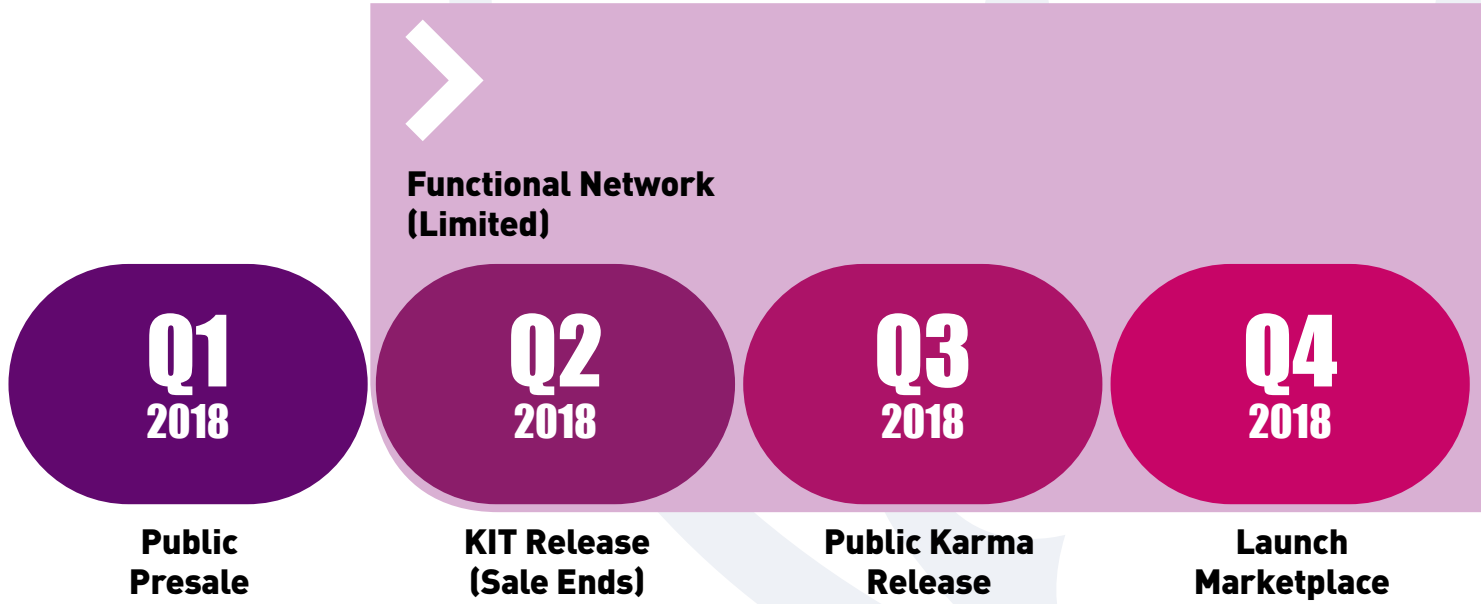 Functional Network
(Limited)
Q1
2018
Q2
2018
Q3
2018
Q4
2018
Public
Presale
KIT Release
(Sale Ends)
Public Karma
Release
Launch
Marketplace